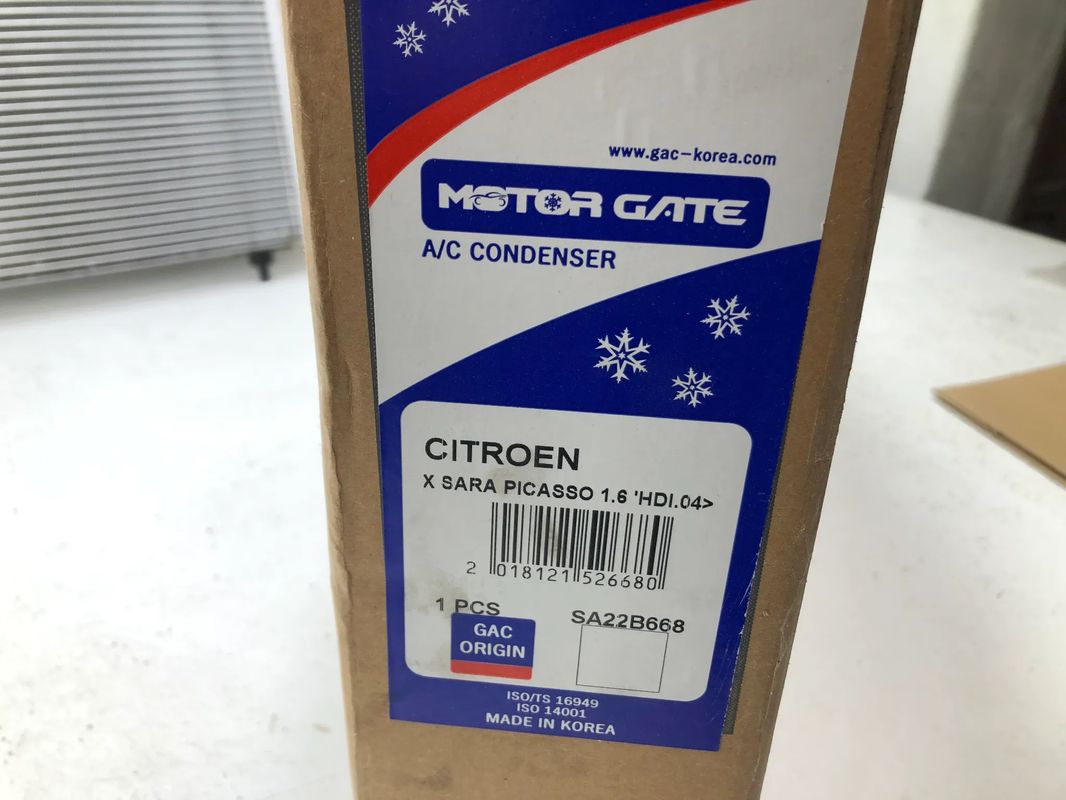 www.gac-korea.com
MOTOR GATE
A/C CONDENSER
CITROEN
X SARA PICASSO 1.6 'HDI.04>
2 018121 526680
1 PCS SA22B668
GAC
ORIGIN
ISO/TS 16949
ISO 14001
MADE IN KOREA